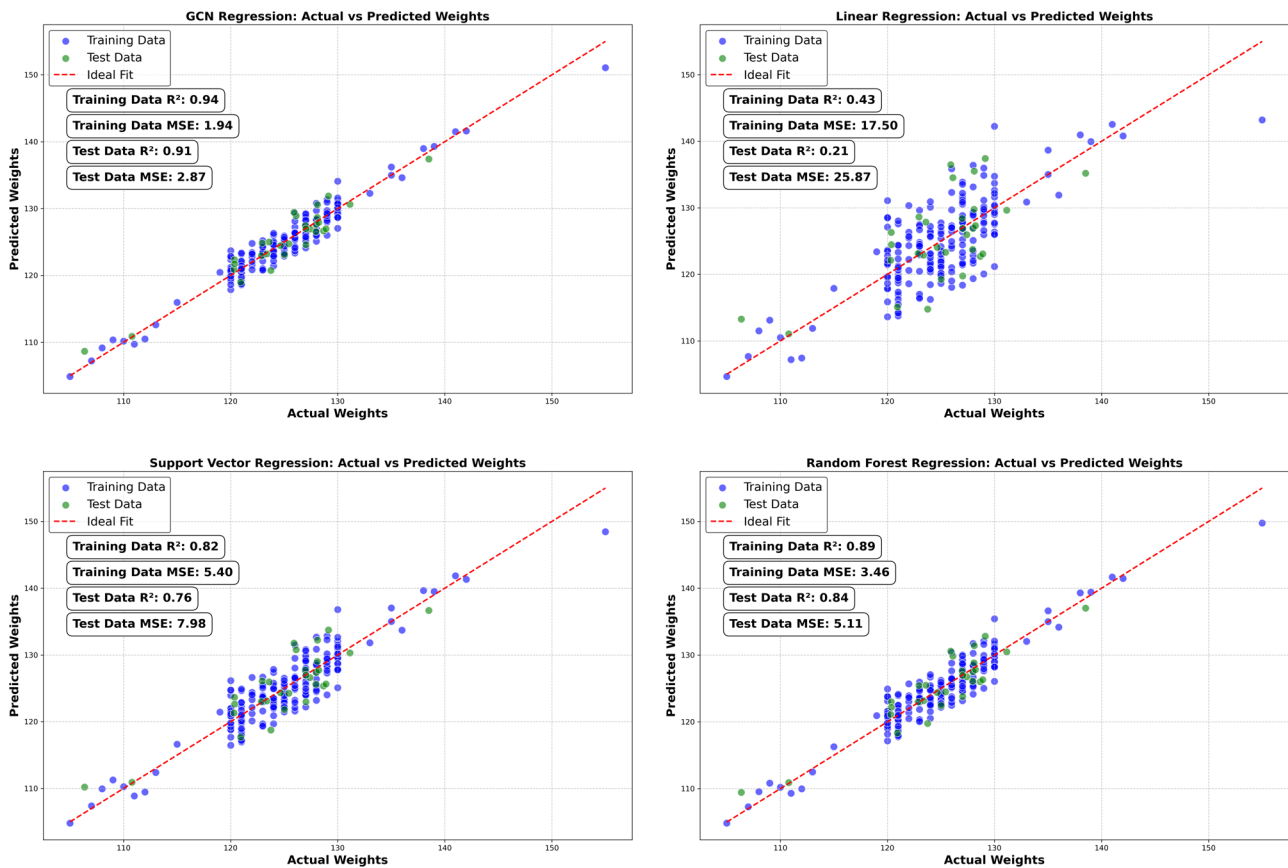 GCN Regression: Actual vs Predicted Weights
Training Data
Test Data
Ideal Fit
Training Data R²: 0.94
Training Data MSE: 1.94
Test Data R²: 0.91
Test Data MSE: 2.87
Predicted Weights
150
140
130
120
110
110
120
130
140
150
Actual Weights
Linear Regression: Actual vs Predicted Weights
Training Data
Test Data
Ideal Fit
Training Data R²: 0.43
Training Data MSE: 17.50
Test Data R²: 0.21
Test Data MSE: 25.87
Predicted Weights
150
140
130
120
110
110
120
130
140
150
Actual Weights
Support Vector Regression: Actual vs Predicted Weights
Training Data
Test Data
Ideal Fit
Training Data R²: 0.82
Training Data MSE: 5.40
Test Data R²: 0.76
Test Data MSE: 7.98
Predicted Weights
150
140
130
120
110
110
120
130
140
150
Actual Weights
Random Forest Regression: Actual vs Predicted Weights
Training Data
Test Data
Ideal Fit
Training Data R²: 0.89
Training Data MSE: 3.46
Test Data R²: 0.84
Test Data MSE: 5.11
Predicted Weights
150
140
130
120
110
110
120
130
140
150
Actual Weights